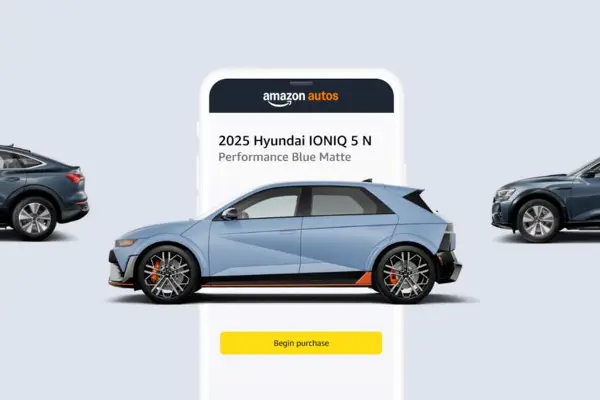 amazon autos
2025 Hyundai IONIQ 5 N
Performance Blue Matte
Begin purchase